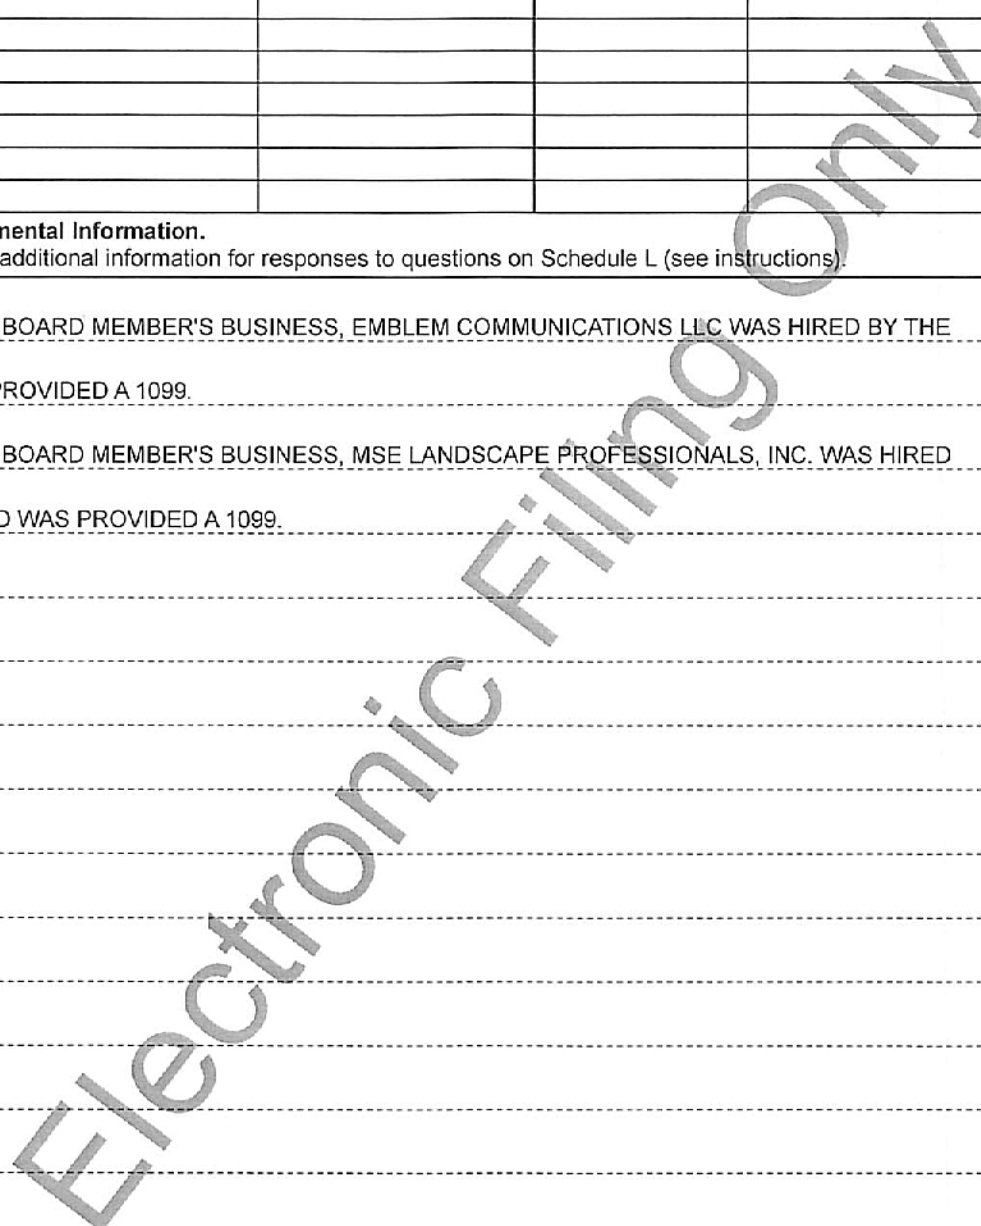 mental Information.
additional information for responses to questions on Schedule L (see instructions).
BOARD MEMBER'S BUSINESS, EMBLEM COMMUNICATIONS LLC WAS HIRED BY THE
PROVIDED A 1099.
BOARD MEMBER'S BUSINESS, MSE LANDSCAPE PROFESSIONALS, INC. WAS HIRED
D WAS PROVIDED A 1099.
Electronic Filing Only